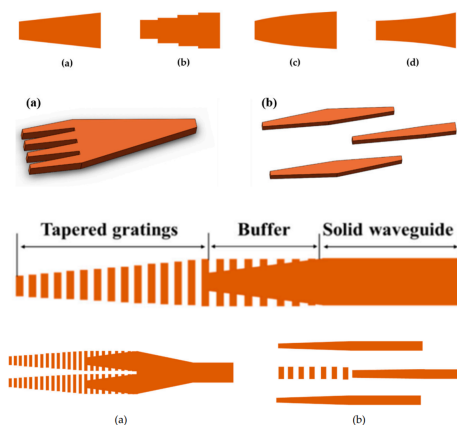 (a) (b) (c) (d)
(a) (b)
Tapered gratings Buffer Solid waveguide
(a) (b)